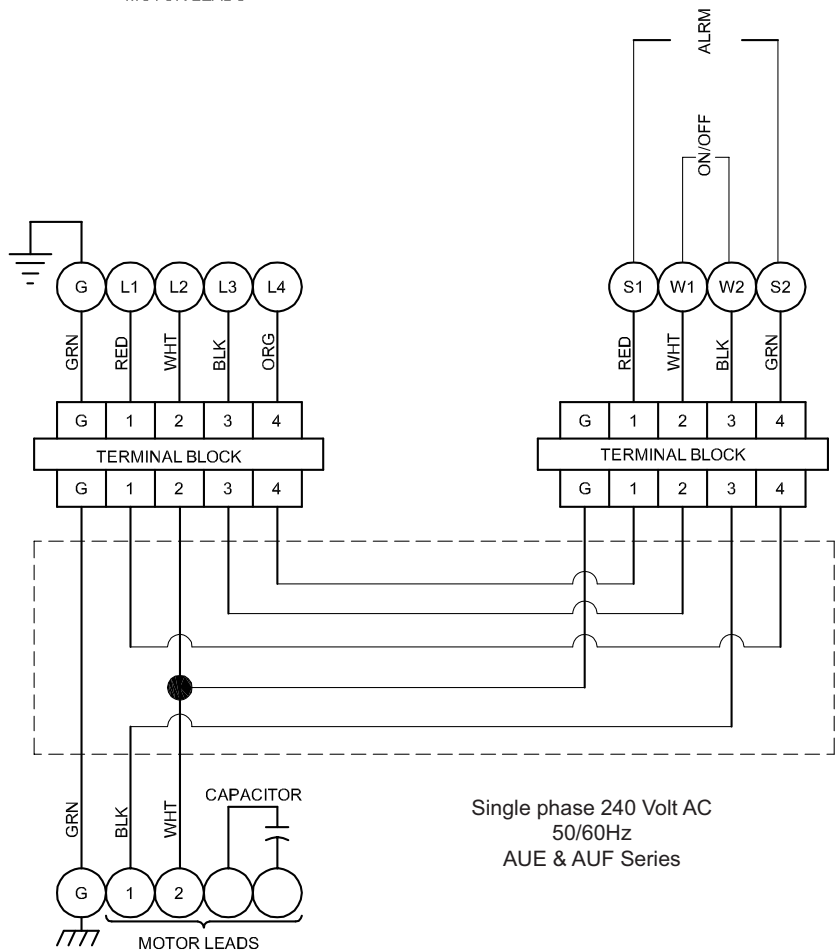 ALRM
ON/OFF
G L1 L2 L3 L4
S1 W1 W2 S2
GRN RED WHT BLK ORG
RED WHT BLK GRN
G 1 2 3 4
TERMINAL BLOCK
G 1 2 3 4
G 1 2 3 4
TERMINAL BLOCK
G 1 2 3 4
GRN BLK WHT
CAPACITOR
G 1 2
MOTOR LEADS
Single phase 240 Volt AC
50/60Hz
AUE & AUF Series